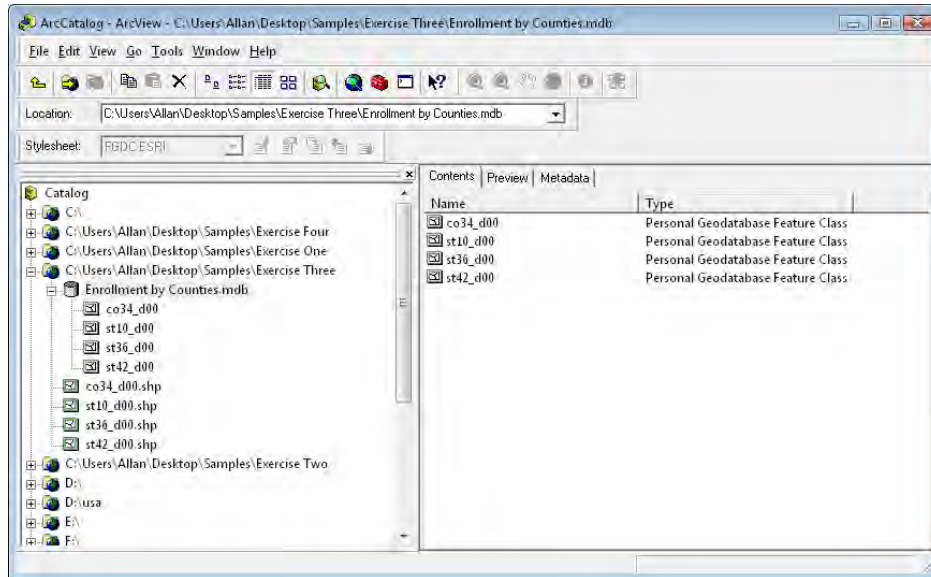 ArcCatalog - ArcView - C:\Users\Allan\Desktop\Samples\Exercise Three\Enrollment by Counties.mdb
File Edit View Go Tools Window Help
Location: C:\Users\Allan\Desktop\Samples\Exercise Three\Enrollment by Counties.mdb
Stylesheet: FGDC ESRI
Catalog
C:\
C:\Users\Allan\Desktop\Samples\Exercise Four
C:\Users\Allan\Desktop\Samples\Exercise One
C:\Users\Allan\Desktop\Samples\Exercise Three
Enrollment by Counties.mdb
co34_d00
st10_d00
st36_d00
st42_d00
co34_d00.shp
st10_d00.shp
st36_d00.shp
st42_d00.shp
C:\Users\Allan\Desktop\Samples\Exercise Two
D:\
D:\usa
E:\
F:\
Contents Preview Metadata
Name Type
co34_d00 Personal Geodatabase Feature Class
st10_d00 Personal Geodatabase Feature Class
st36_d00 Personal Geodatabase Feature Class
st42_d00 Personal Geodatabase Feature Class